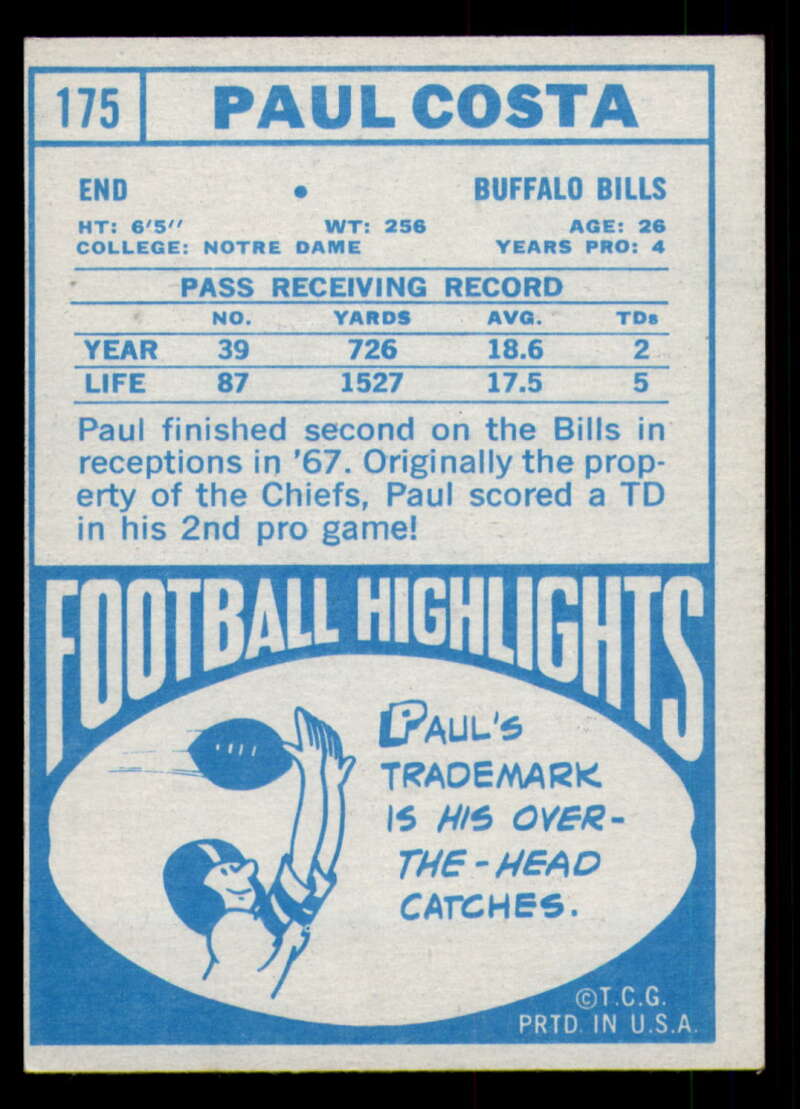 175 PAUL COSTA
END • BUFFALO BILLS
HT: 6'5'' WT: 256 AGE: 26
COLLEGE: NOTRE DAME YEARS PRO: 4
PASS RECEIVING RECORD
NO. YARDS AVG. TDs
YEAR 39 726 18.6 2
LIFE 87 1527 17.5 5
Paul finished second on the Bills in
receptions in '67. Originally the prop-
erty of the Chiefs, Paul scored a TD
in his 2nd pro game!
FOOTBALL HIGHLIGHTS
PAUL'S
TRADEMARK
IS HIS OVER-
THE-HEAD
CATCHES.
©T.C.G.
PRTD. IN U.S.A.